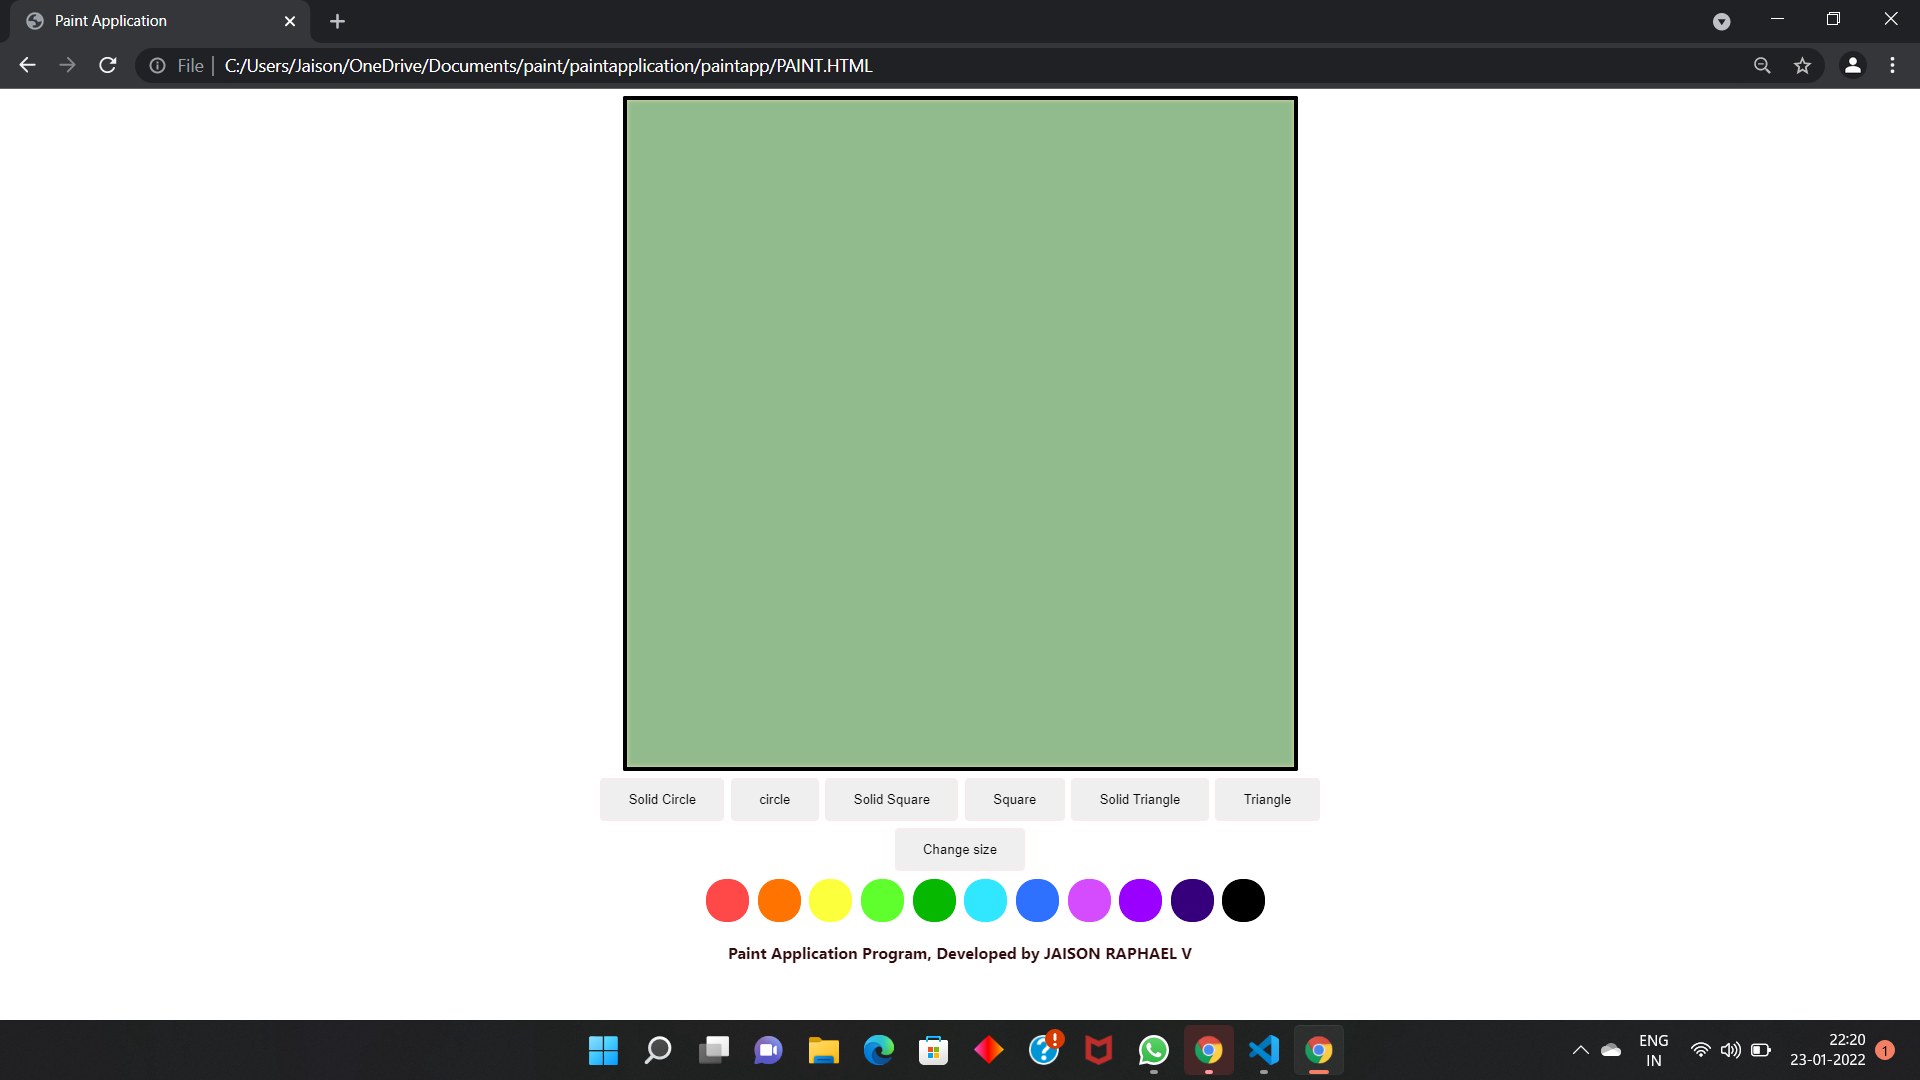 Paint Application
File | C:/Users/Jaison/OneDrive/Documents/paint/paintapplication/paintapp/PAINT.HTML
Solid Circle circle Solid Square Square Solid Triangle Triangle
Change size
Paint Application Program, Developed by JAISON RAPHAEL V
ENG 22:20
IN 23-01-2022 1